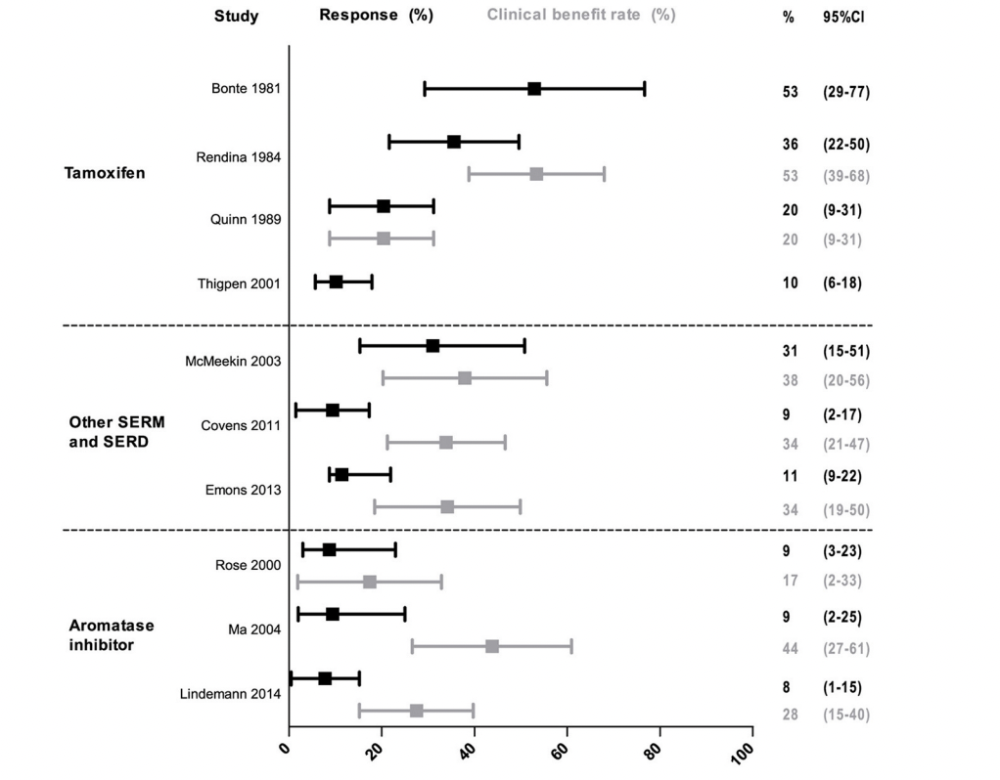 Study Response (%) Clinical benefit rate (%) % 95%CI
Bonte 1981 53 (29-77)
Rendina 1984 36 (22-50)
53 (39-68)
Tamoxifen
Quinn 1989 20 (9-31)
20 (9-31)
Thigpen 2001 10 (6-18)
McMeekin 2003 31 (15-51)
38 (20-56)
Other SERM
and SERD
Covens 2011 9 (2-17)
34 (21-47)
Emons 2013 11 (9-22)
34 (19-50)
Rose 2000 9 (3-23)
17 (2-33)
Aromatase
inhibitor
Ma 2004 9 (2-25)
44 (27-61)
Lindemann 2014 8 (1-15)
28 (15-40)
0 20 40 60 80 100